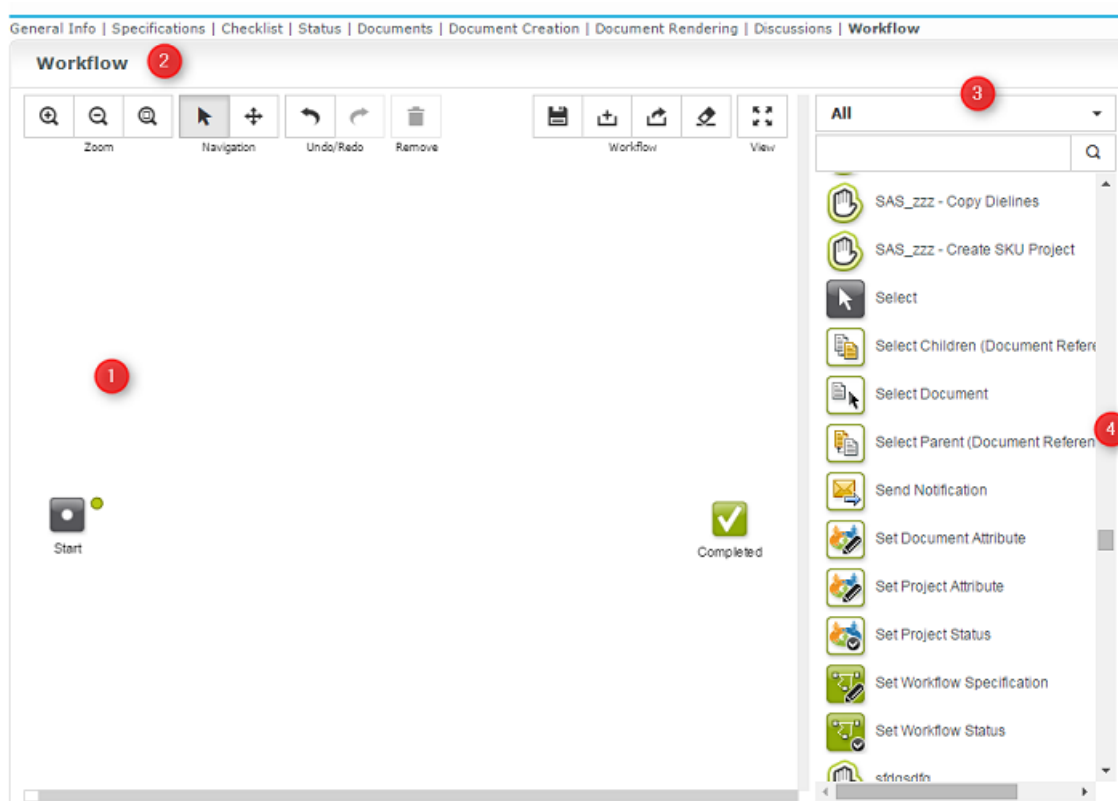 General Info | Specifications | Checklist | Status | Documents | Document Creation | Document Rendering | Discussions | Workflow
Workflow 2
3
All
Zoom Navigation Undo/Redo Remove Workflow View
SAS_zzz - Copy Dielines
SAS_zzz - Create SKU Project
Select
Select Children (Document Refere
1
Select Document
4
Select Parent (Document Referen
Send Notification
Start
Completed
Set Document Attribute
Set Project Attribute
Set Project Status
Set Workflow Specification
Set Workflow Status